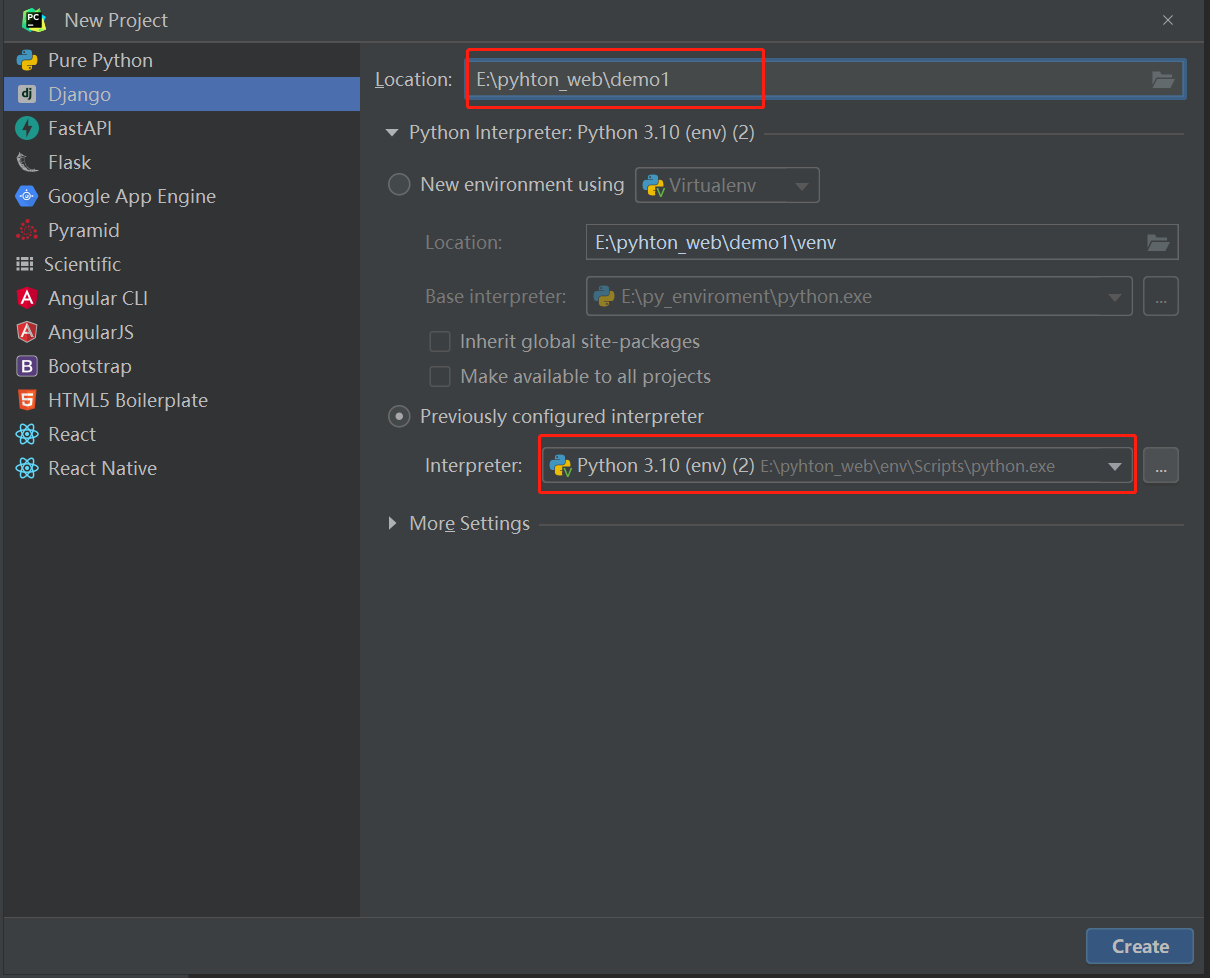 New Project
Pure Python
Django
FastAPI
Flask
Google App Engine
Pyramid
Scientific
Angular CLI
AngularJS
Bootstrap
HTML5 Boilerplate
React
React Native
Location: E:\pyhton_web\demo1
Python Interpreter: Python 3.10 (env) (2)
New environment using Virtualenv
Location: E:\pyhton_web\demo1\venv
Base interpreter: E:\py_enviroment\python.exe ...
Inherit global site-packages
Make available to all projects
Previously configured interpreter
Interpreter: Python 3.10 (env) (2) E:\pyhton_web\env\Scripts\python.exe ...
More Settings
Create